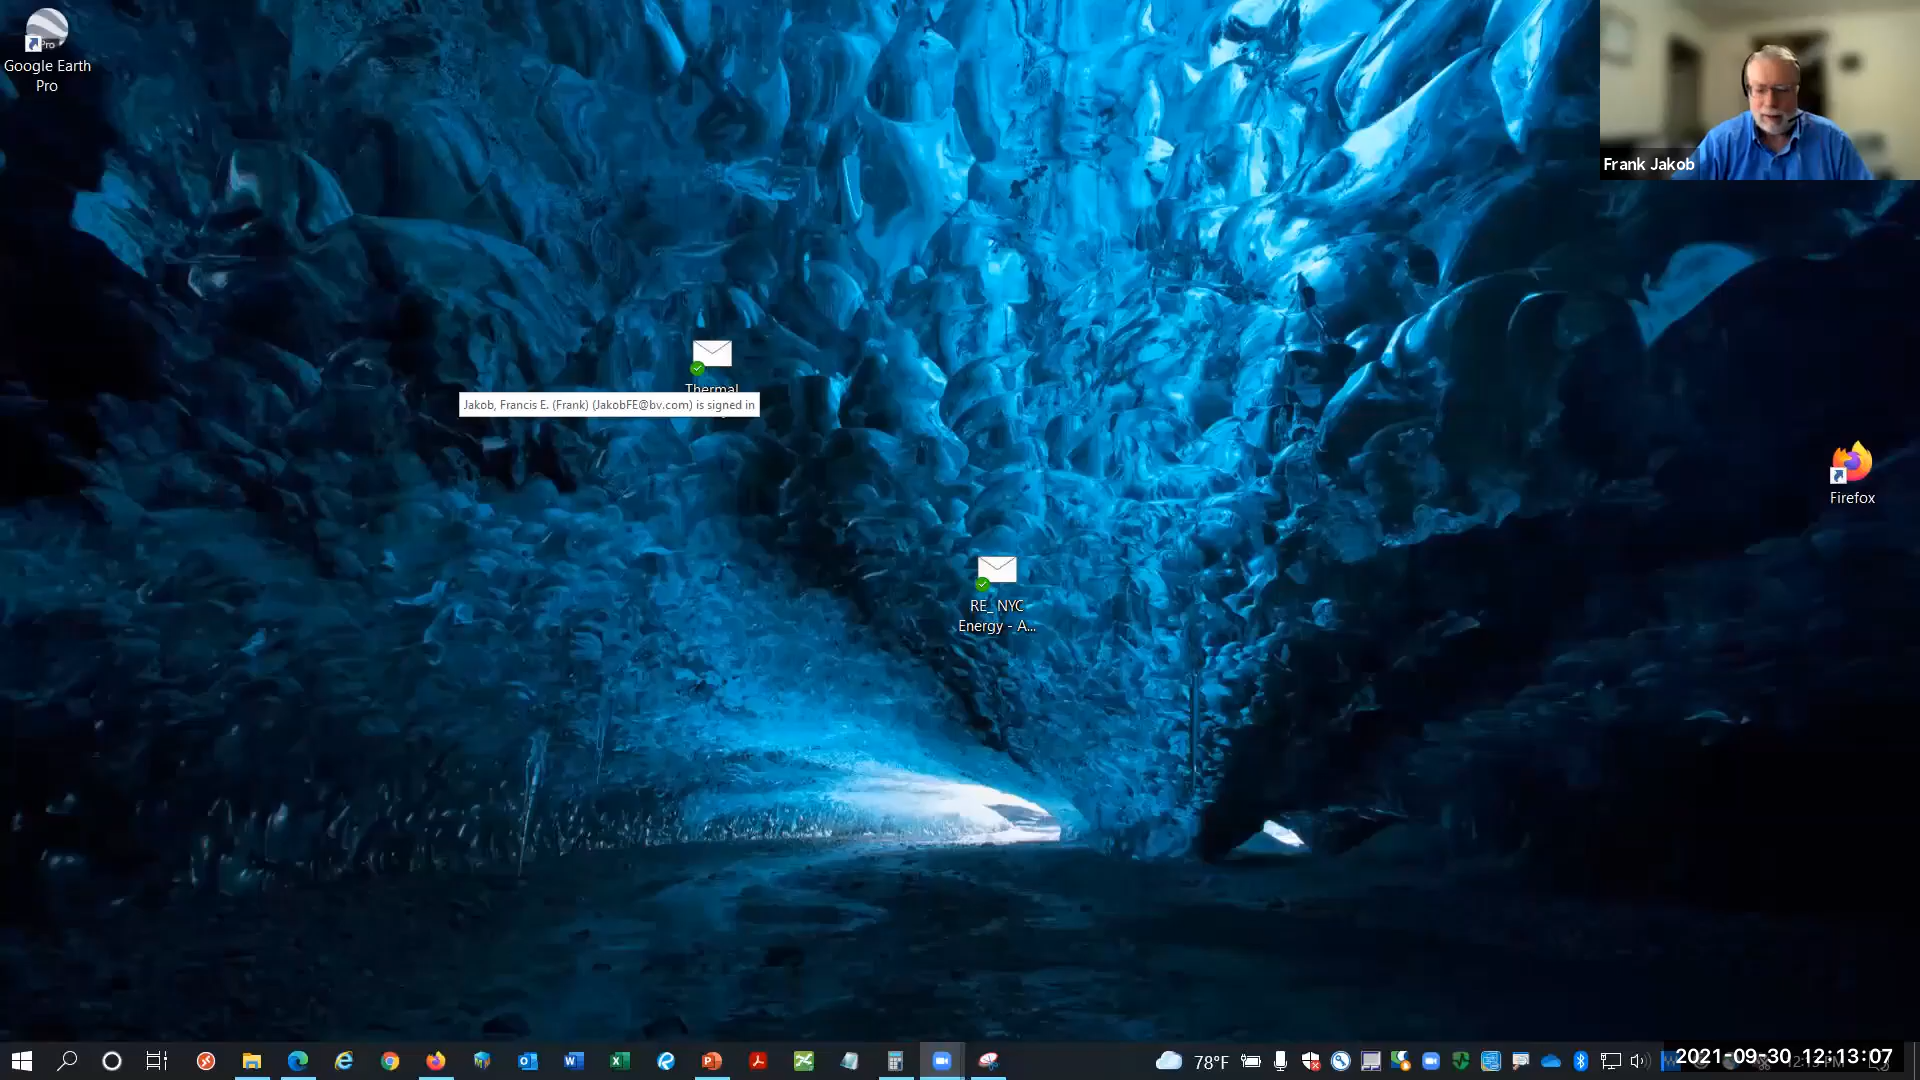 Google Earth
Pro
Frank Jakob
Thermal
Jakob, Francis E. (Frank) (JakobFE@bv.com) is signed in
Firefox
RE_ NYC
Energy - A...
78°F
2021-09-30 12:13:07